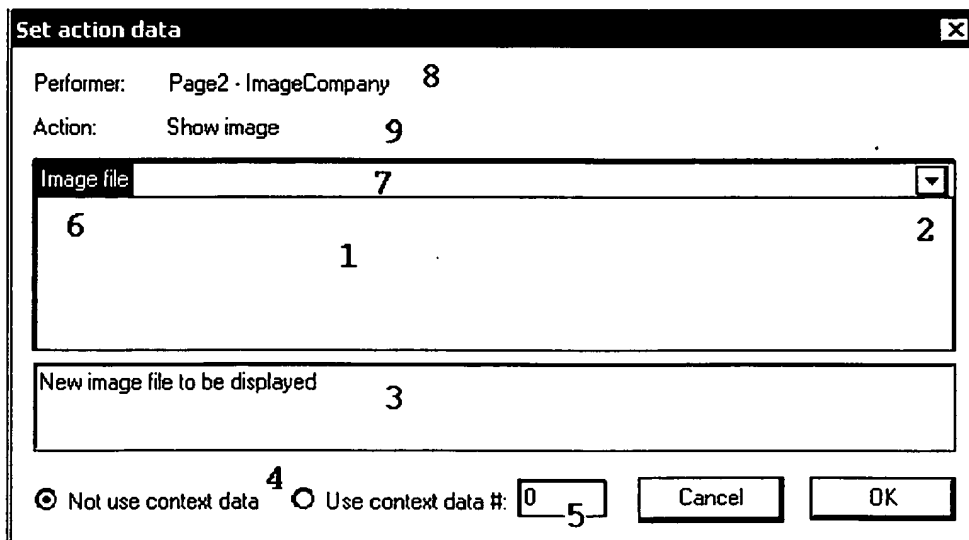 Set action data
Performer: Page2 - ImageCompany 8
Action: Show image 9
Image file 7
6 1 2
New image file to be displayed
3
4
Not use context data Use context data #: 0 5 Cancel OK